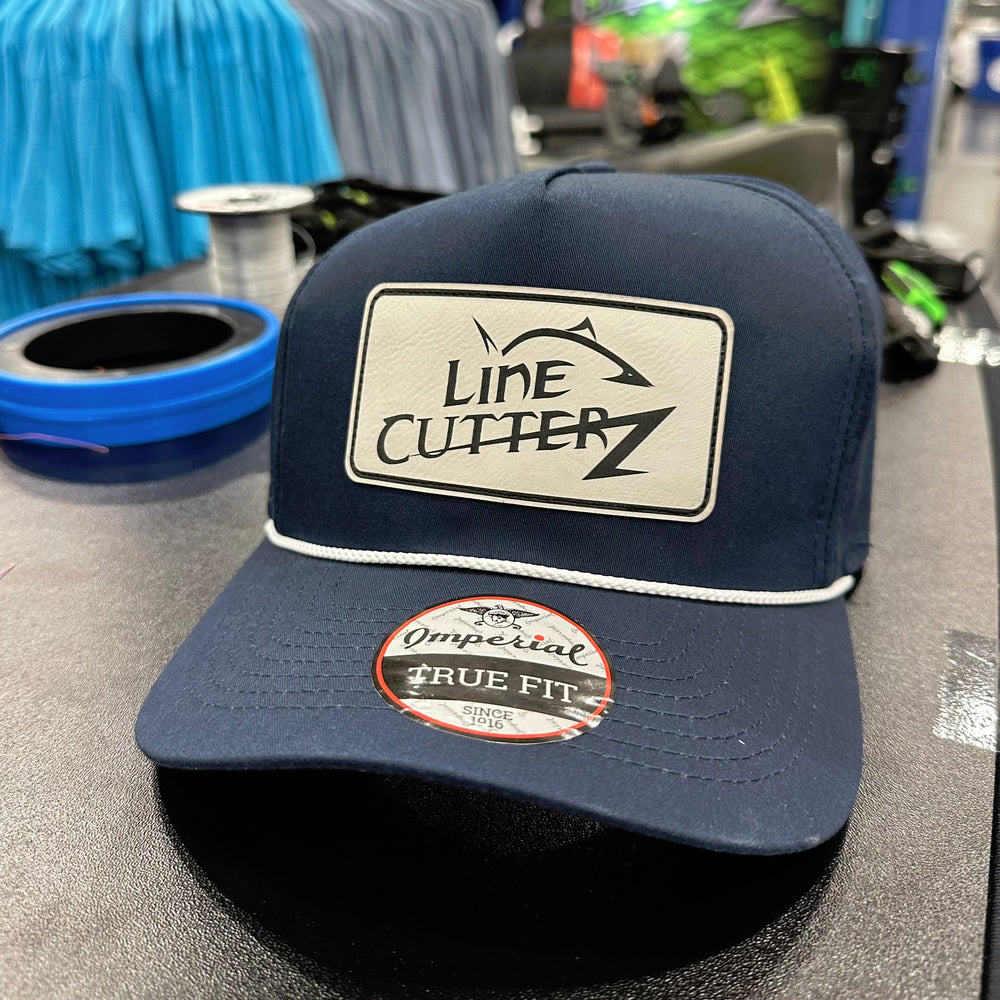 LINE
CUTTERZ
Imperial
TRUE FIT
SINCE
1916